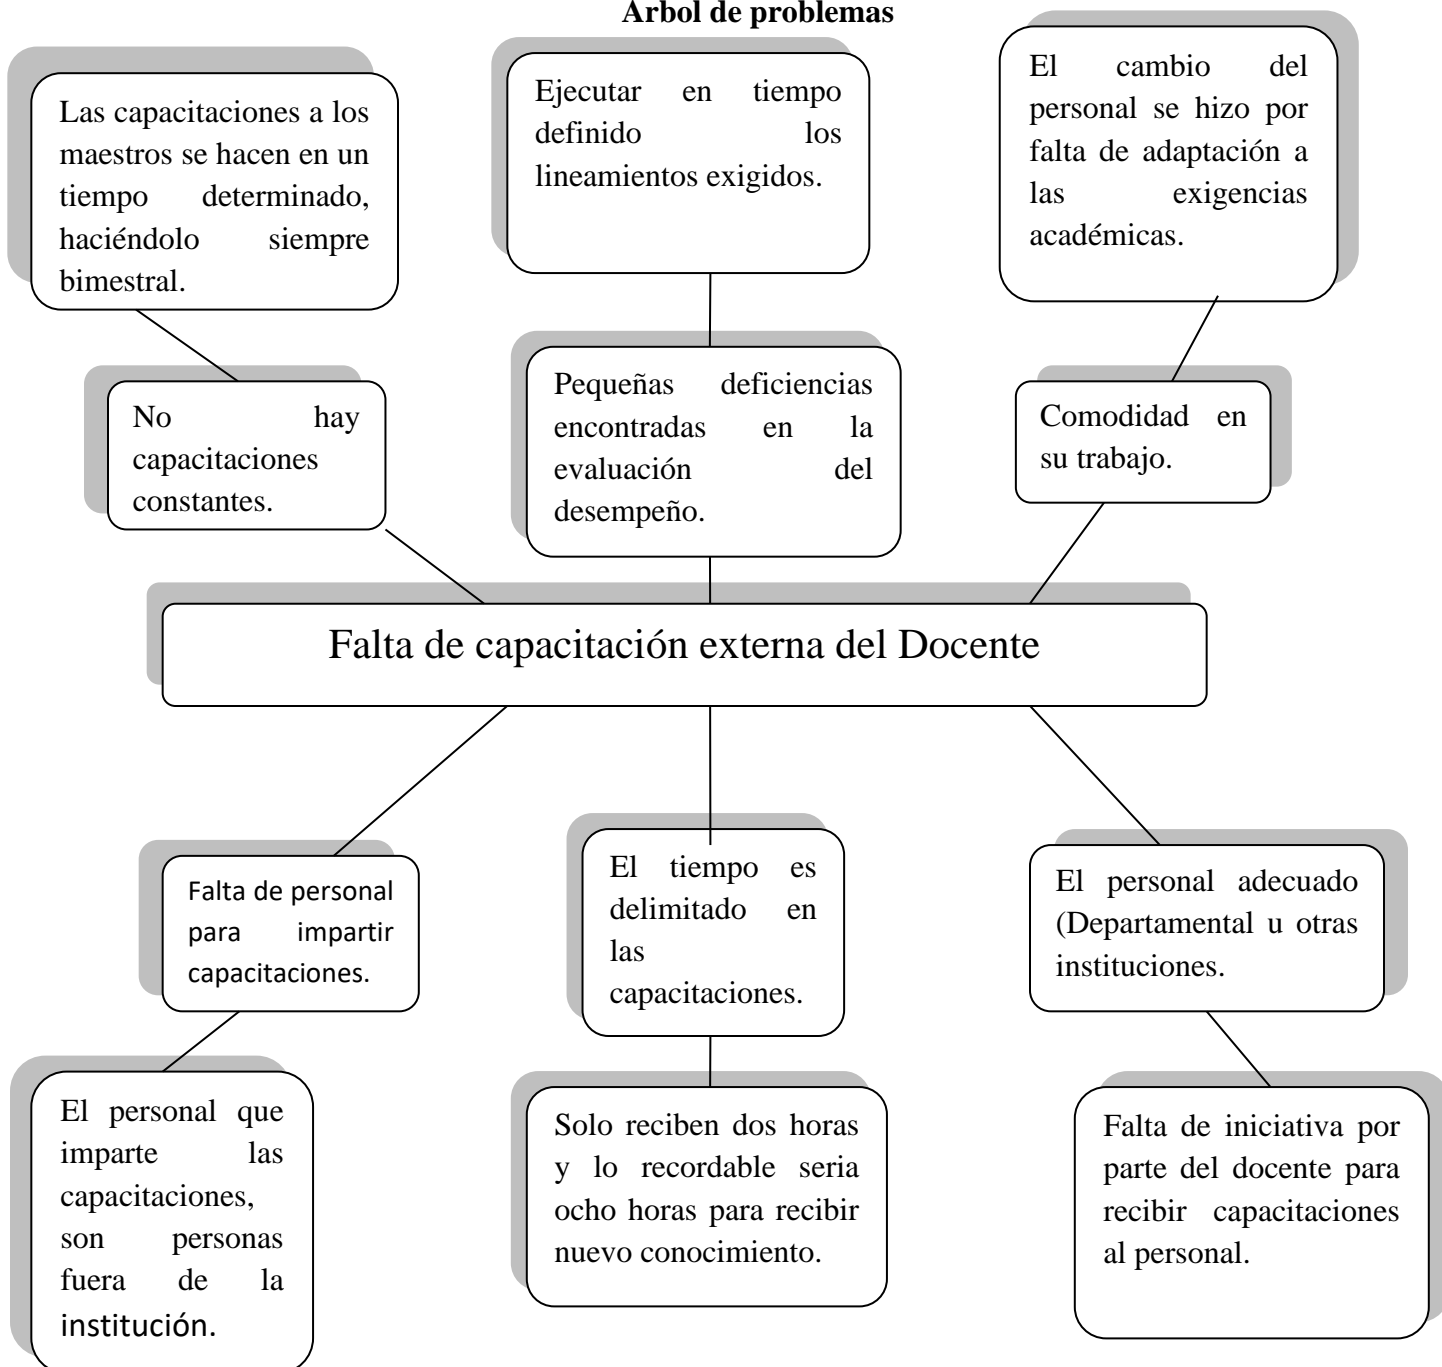 Arbol de problemas
Las capacitaciones a los
maestros se hacen en un
tiempo determinado,
haciéndolo siempre
bimestral.
Ejecutar en tiempo
definido los
lineamientos exigidos.
El cambio del
personal se hizo por
falta de adaptación a
las exigencias
académicas.
No hay
capacitaciones
constantes.
Pequeñas deficiencias
encontradas en la
evaluación del
desempeño.
Comodidad en
su trabajo.
Falta de capacitación externa del Docente
Falta de personal
para impartir
capacitaciones.
El tiempo es
delimitado en
las
capacitaciones.
El personal adecuado
(Departamental u otras
instituciones.
El personal que
imparte las
capacitaciones,
son personas
fuera de la
institución.
Solo reciben dos horas
y lo recordable seria
ocho horas para recibir
nuevo conocimiento.
Falta de iniciativa por
parte del docente para
recibir capacitaciones
al personal.